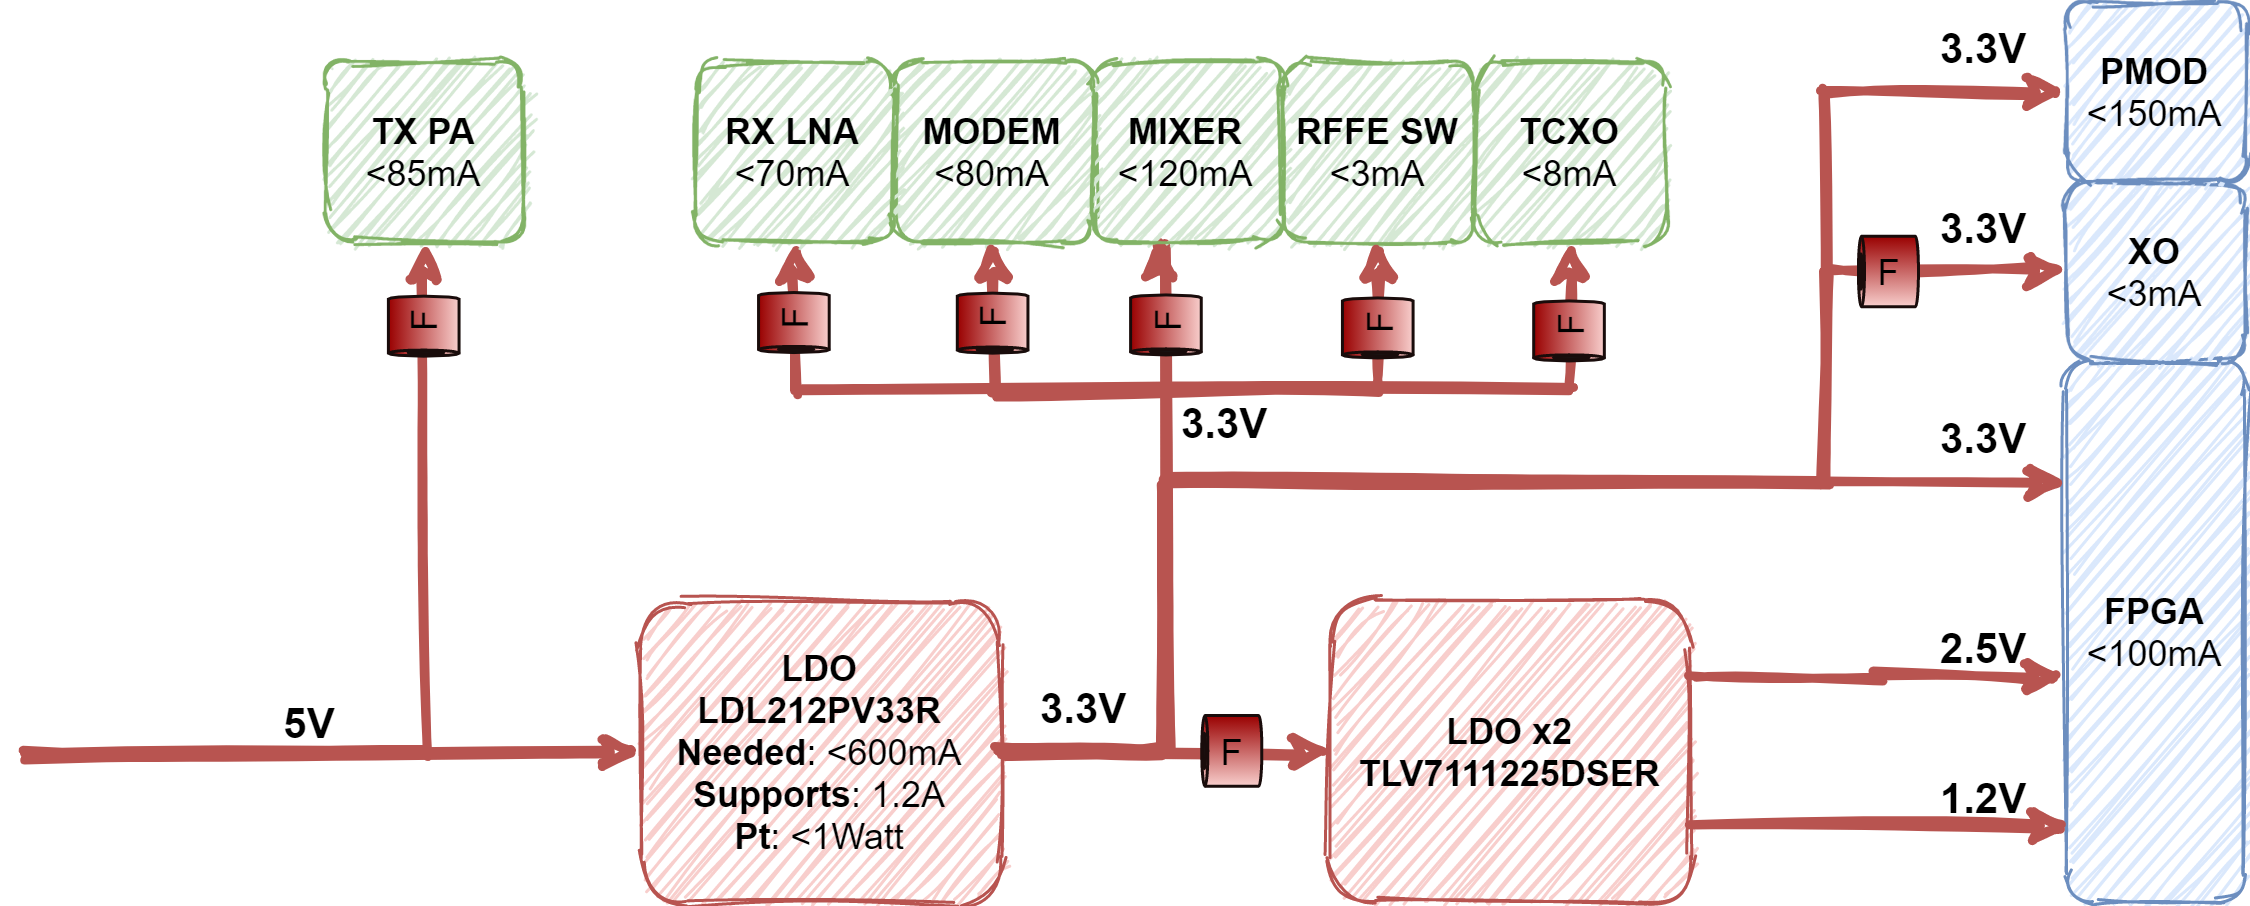 TX PA
<85mA
RX LNA
<70mA
MODEM
<80mA
MIXER
<120mA
RFFE SW
<3mA
TCXO
<8mA
3.3V
PMOD
<150mA
3.3V
XO
<3mA
F
F
F
F
F
F
F
3.3V
3.3V
FPGA
<100mA
5V
LDO
LDL212PV33R
Needed: <600mA
Supports: 1.2A
Pt: <1Watt
3.3V
F
LDO x2
TLV7111225DSER
2.5V
1.2V